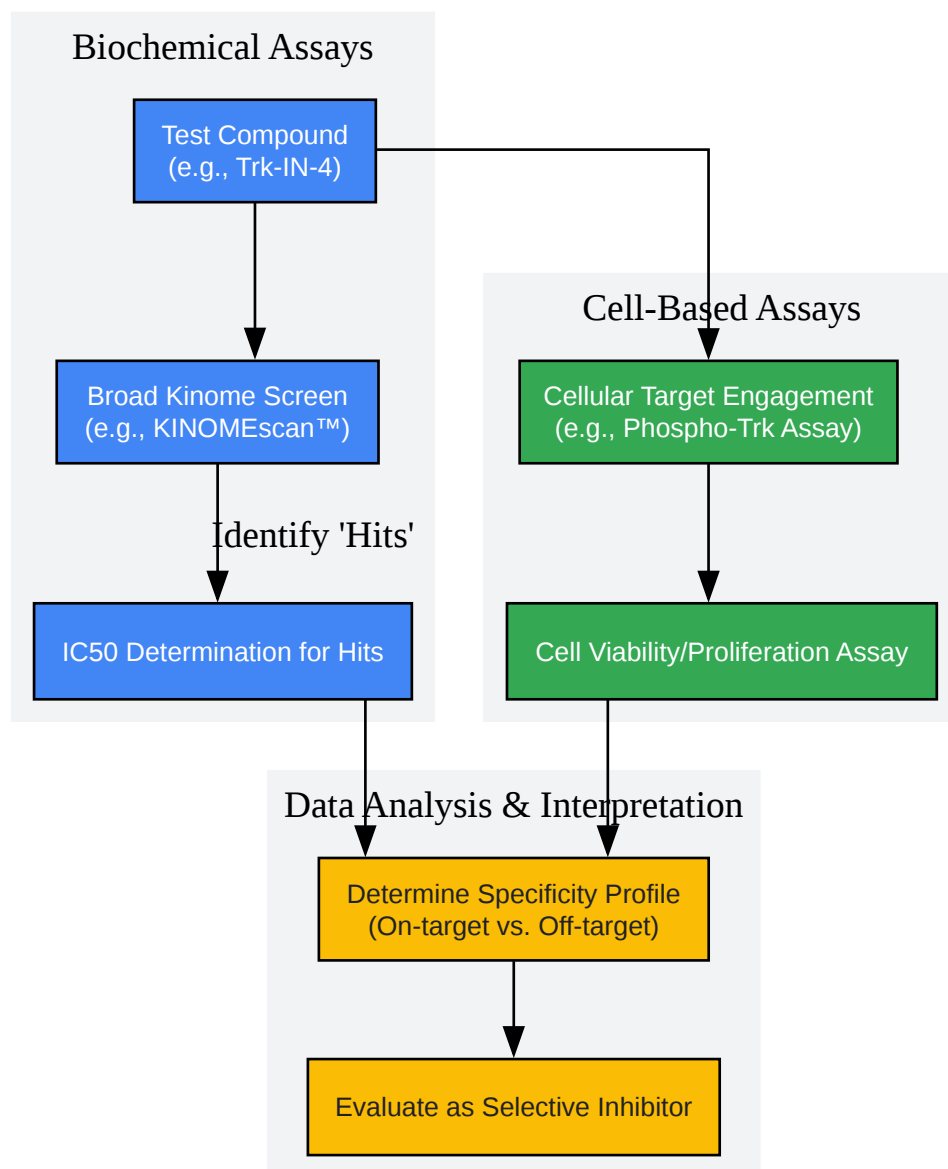 Biochemical Assays
Test Compound
(e.g., Trk-IN-4)
Broad Kinome Screen
(e.g., KINOMEscan™)
Identify 'Hits'
IC50 Determination for Hits
Cell-Based Assays
Cellular Target Engagement
(e.g., Phospho-Trk Assay)
Cell Viability/Proliferation Assay
Data Analysis & Interpretation
Determine Specificity Profile
(On-target vs. Off-target)
Evaluate as Selective Inhibitor